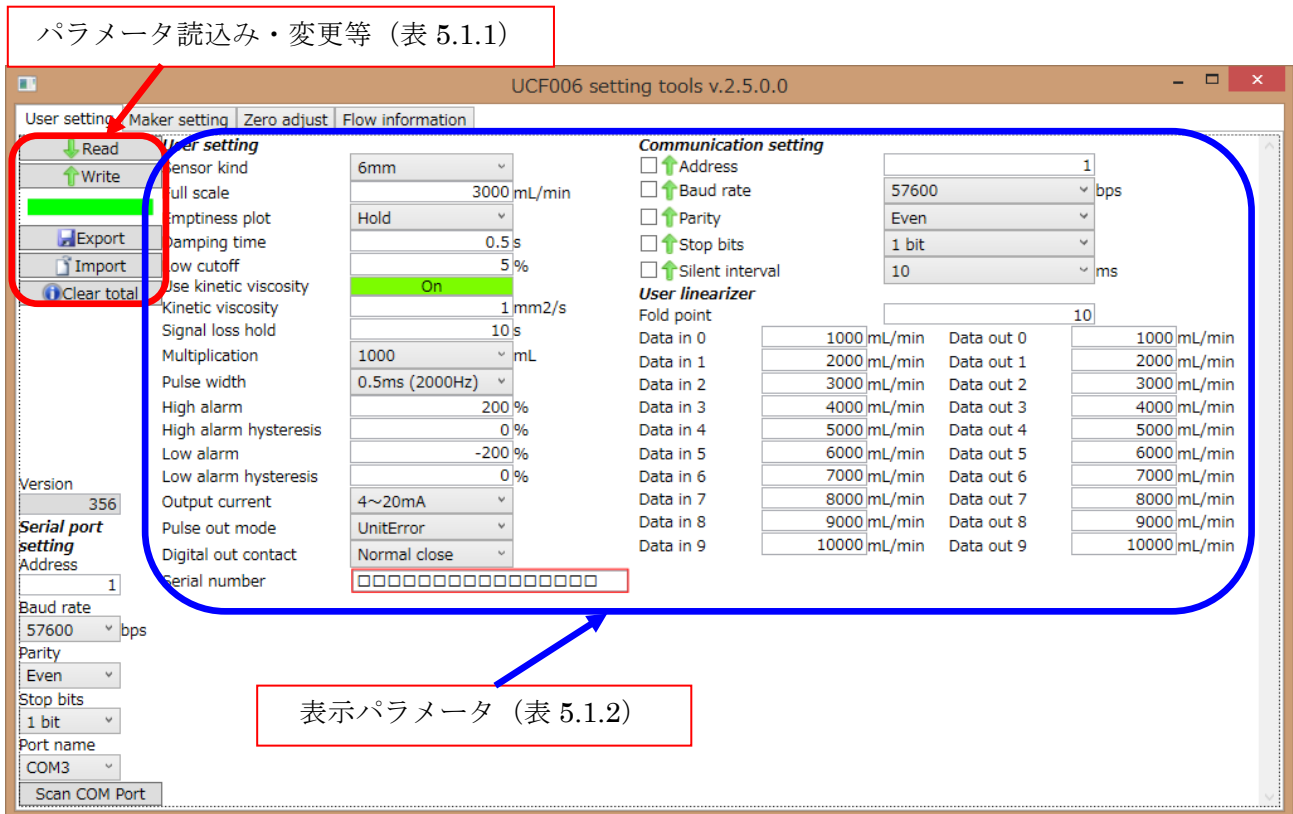 パラメータ読込み・変更等（表 5.1.1）
UCF006 setting tools v.2.5.0.0
User setting Maker setting Zero adjust Flow information
Read
Write
Export
Import
Clear total
Version
356
Serial port
setting
Address
1
Baud rate
57600 bps
Parity
Even
Stop bits
1 bit
Port name
COM3
Scan COM Port
User setting
Sensor kind 6mm
Full scale 3000 mL/min
Emptiness plot Hold
Damping time 0.5 s
Low cutoff 5 %
Use kinetic viscosity On
Kinetic viscosity 1 mm2/s
Signal loss hold 10 s
Multiplication 1000 mL
Pulse width 0.5ms (2000Hz)
High alarm 200 %
High alarm hysteresis 0 %
Low alarm -200 %
Low alarm hysteresis 0 %
Output current 4～20mA
Pulse out mode UnitError
Digital out contact Normal close
Serial number □□□□□□□□□□□□□□□□
Communication setting
Address 1
Baud rate 57600 bps
Parity Even
Stop bits 1 bit
Silent interval 10 ms
User linearizer
Fold point 10
Data in 0 1000 mL/min Data out 0 1000 mL/min
Data in 1 2000 mL/min Data out 1 2000 mL/min
Data in 2 3000 mL/min Data out 2 3000 mL/min
Data in 3 4000 mL/min Data out 3 4000 mL/min
Data in 4 5000 mL/min Data out 4 5000 mL/min
Data in 5 6000 mL/min Data out 5 6000 mL/min
Data in 6 7000 mL/min Data out 6 7000 mL/min
Data in 7 8000 mL/min Data out 7 8000 mL/min
Data in 8 9000 mL/min Data out 8 9000 mL/min
Data in 9 10000 mL/min Data out 9 10000 mL/min
表示パラメータ（表 5.1.2）